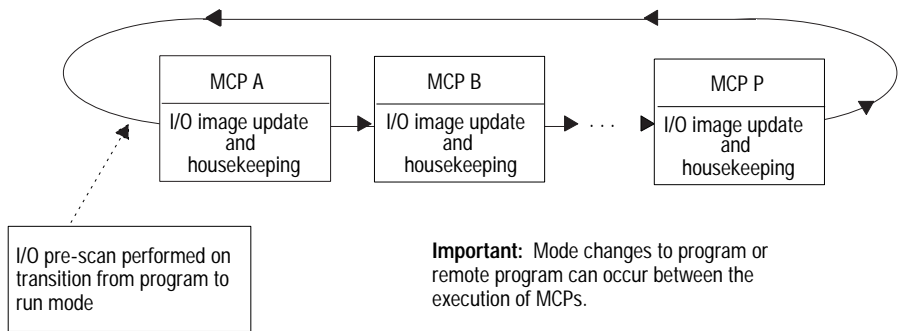 MCP A
I/O image update
and
housekeeping
MCP B
I/O image update
and
housekeeping
. . .
MCP P
I/O image update
and
housekeeping
I/O pre-scan performed on
transition from program to
run mode
Important: Mode changes to program or
remote program can occur between the
execution of MCPs.